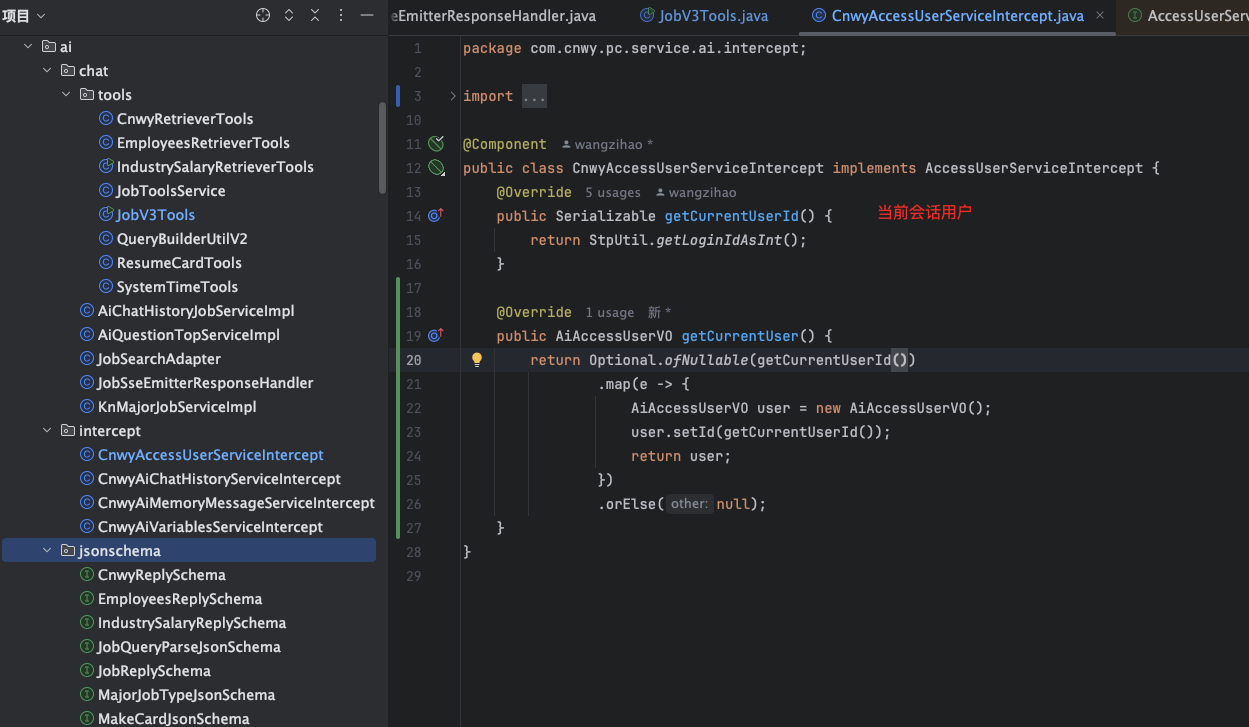 项目
ai
chat
tools
CnwyRetrieverTools
EmployeesRetrieverTools
IndustrySalaryRetrieverTools
JobToolsService
JobV3Tools
QueryBuilderUtilV2
ResumeCardTools
SystemTimeTools
AiChatHistoryJobServiceImpl
AiQuestionTopServiceImpl
JobSearchAdapter
JobSseEmitterResponseHandler
KnMajorJobServiceImpl
intercept
CnwyAccessUserServiceIntercept
CnwyAiChatHistoryServiceIntercept
CnwyAiMemoryMessageServiceIntercept
CnwyAiVariablesServiceIntercept
jsonschema
CnwyReplySchema
EmployeesReplySchema
IndustrySalaryReplySchema
JobQueryParseJsonSchema
JobReplySchema
MajorJobTypeJsonSchema
MakeCardJsonSchema
eEmitterResponseHandler.java JobV3Tools.java CnwyAccessUserServiceIntercept.java AccessUserServ
1 package com.cnwy.pc.service.ai.intercept;
2
3 import ...
10
11 @Component wangzihao *
12 public class CnwyAccessUserServiceIntercept implements AccessUserServiceIntercept {
13 @Override 5 usages wangzihao
14 public Serializable getCurrentUserId() { 当前会话用户
15 return StpUtil.getLoginIdAsInt();
16 }
17
18 @Override 1 usage 新 *
19 public AiAccessUserVO getCurrentUser() {
20 return Optional.ofNullable(getCurrentUserId())
21 .map(e -> {
22 AiAccessUserVO user = new AiAccessUserVO();
23 user.setId(getCurrentUserId());
24 return user;
25 })
26 .orElse( other: null);
27 }
28 }
29